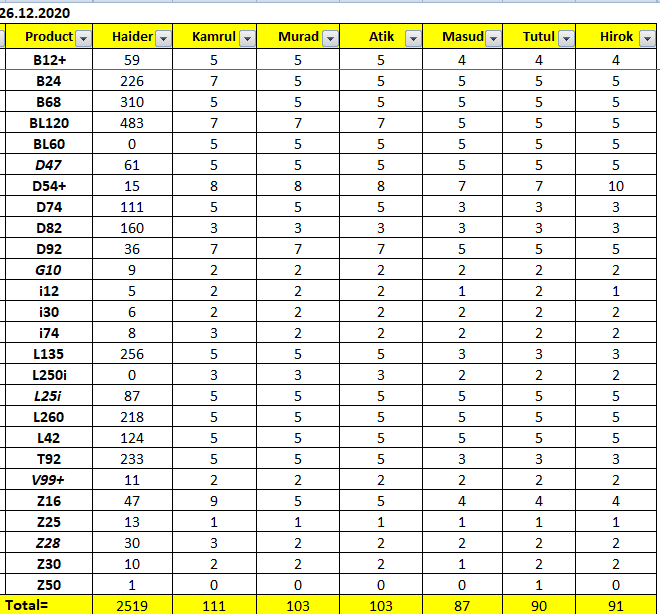 26.12.2020
Product Haider Kamrul Murad Atik Masud Tutul Hirok
B12+ 59 5 5 5 4 4 4
B24 226 7 5 5 5 5 5
B68 310 5 5 5 5 5 5
BL120 483 7 7 7 5 5 5
BL60 0 5 5 5 5 5 5
D47 61 5 5 5 5 5 5
D54+ 15 8 8 8 7 7 10
D74 111 5 5 5 3 3 3
D82 160 3 3 3 3 3 3
D92 36 7 7 7 5 5 5
G10 9 2 2 2 2 2 2
i12 5 2 2 2 1 2 1
i30 6 2 2 2 2 2 2
i74 8 3 2 2 2 2 2
L135 256 5 5 5 3 3 3
L250i 0 3 3 3 2 2 2
L25i 87 5 5 5 5 5 5
L260 218 5 5 5 5 5 5
L42 124 5 5 5 5 5 5
T92 233 5 5 5 3 3 3
V99+ 11 2 2 2 2 2 2
Z16 47 9 5 5 4 4 4
Z25 13 1 1 1 1 1 1
Z28 30 3 2 2 2 2 2
Z30 10 2 2 2 1 2 2
Z50 1 0 0 0 0 1 0
Total= 2519 111 103 103 87 90 91